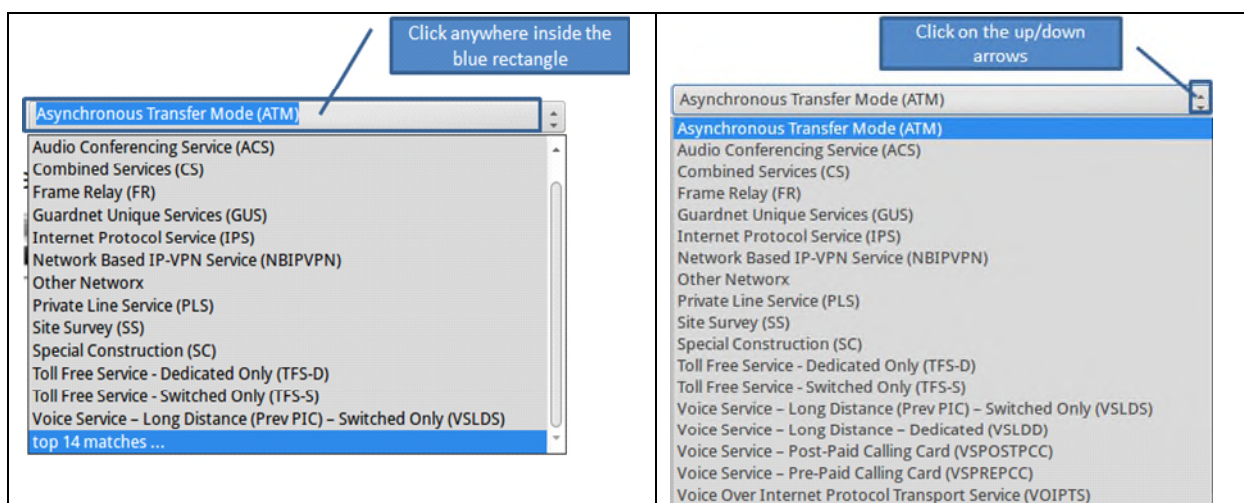 Click anywhere inside the
blue rectangle
Asynchronous Transfer Mode (ATM)
Audio Conferencing Service (ACS)
Combined Services (CS)
Frame Relay (FR)
Guardnet Unique Services (GUS)
Internet Protocol Service (IPS)
Network Based IP-VPN Service (NBIPVPN)
Other Networx
Private Line Service (PLS)
Site Survey (SS)
Special Construction (SC)
Toll Free Service - Dedicated Only (TFS-D)
Toll Free Service - Switched Only (TFS-S)
Voice Service – Long Distance (Prev PIC) – Switched Only (VSLDS)
top 14 matches ...
Click on the up/down
arrows
Asynchronous Transfer Mode (ATM)
Asynchronous Transfer Mode (ATM)
Audio Conferencing Service (ACS)
Combined Services (CS)
Frame Relay (FR)
Guardnet Unique Services (GUS)
Internet Protocol Service (IPS)
Network Based IP-VPN Service (NBIPVPN)
Other Networx
Private Line Service (PLS)
Site Survey (SS)
Special Construction (SC)
Toll Free Service - Dedicated Only (TFS-D)
Toll Free Service - Switched Only (TFS-S)
Voice Service – Long Distance (Prev PIC) – Switched Only (VSLDS)
Voice Service – Long Distance – Dedicated (VSLDD)
Voice Service – Post-Paid Calling Card (VSPOSTPCC)
Voice Service – Pre-Paid Calling Card (VSPREPCC)
Voice Over Internet Protocol Transport Service (VOIPTS)